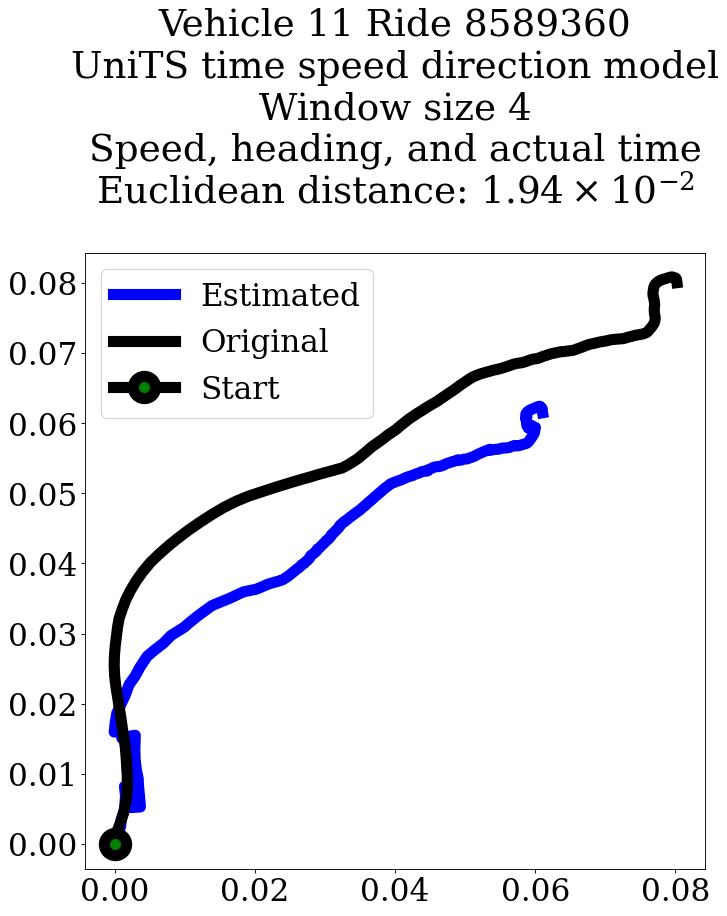 Vehicle 11 Ride 8589360
UniTS time speed direction model
Window size 4
Speed, heading, and actual time
Euclidean distance: 1.94 × 10⁻²
Estimated
Original
Start
0.08
0.07
0.06
0.05
0.04
0.03
0.02
0.01
0.00
0.00 0.02 0.04 0.06 0.08